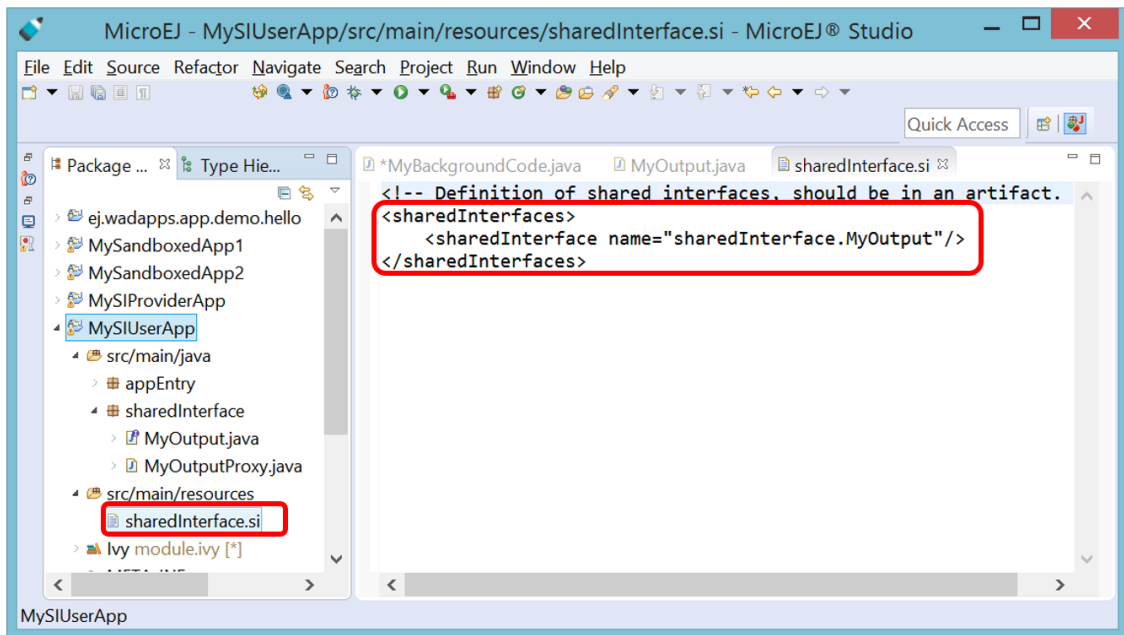 MicroEJ - MySIUserApp/src/main/resources/sharedInterface.si - MicroEJ® Studio
File Edit Source Refactor Navigate Search Project Run Window Help
Quick Access
Package ... Type Hie...
*MyBackgroundCode.java MyOutput.java sharedInterface.si
<!-- Definition of shared interfaces, should be in an artifact.
<sharedInterfaces>
<sharedInterface name="sharedInterface.MyOutput"/>
</sharedInterfaces>
ej.wadapps.app.demo.hello
MySandboxedApp1
MySandboxedApp2
MySIProviderApp
MySIUserApp
src/main/java
appEntry
sharedInterface
MyOutput.java
MyOutputProxy.java
src/main/resources
sharedInterface.si
Ivy module.ivy [*]
MySIUserApp